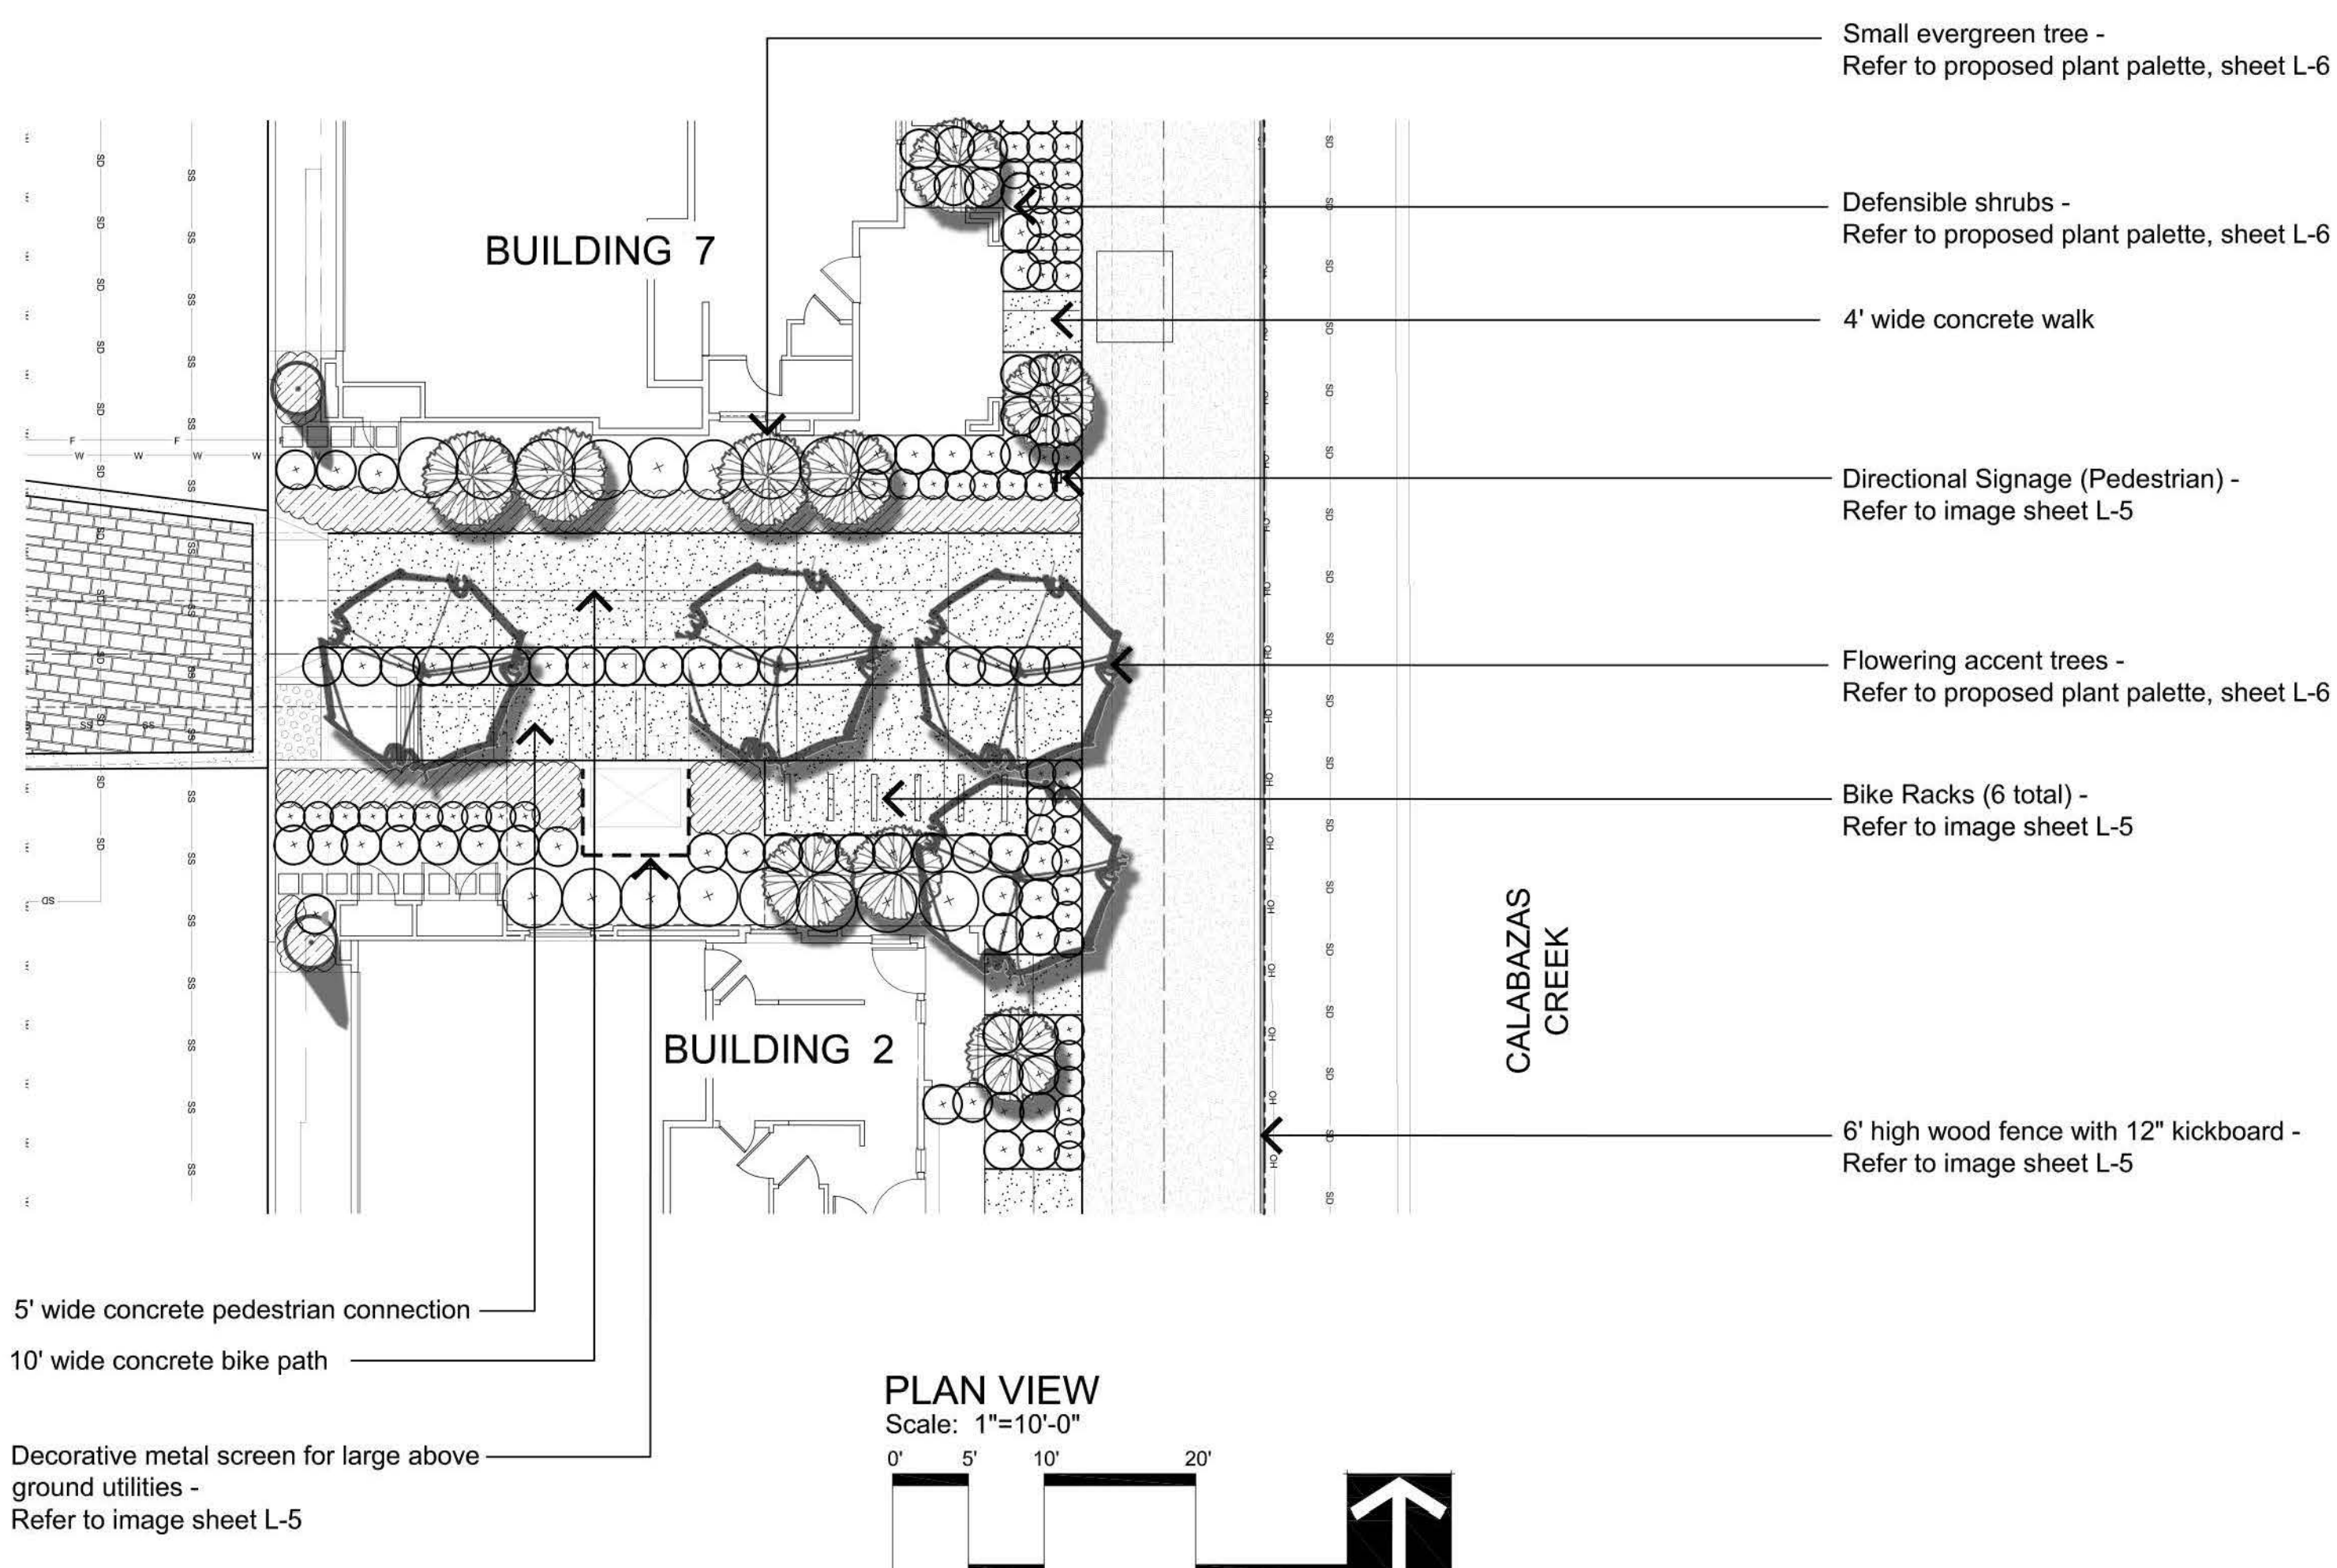 Small evergreen tree -
Refer to proposed plant palette, sheet L-6
Defensible shrubs -
Refer to proposed plant palette, sheet L-6
BUILDING 7
4' wide concrete walk
Directional Signage (Pedestrian) -
Refer to image sheet L-5
Flowering accent trees -
Refer to proposed plant palette, sheet L-6
Bike Racks (6 total) -
Refer to image sheet L-5
CALABAZAS
CREEK
BUILDING 2
6' high wood fence with 12" kickboard -
Refer to image sheet L-5
5' wide concrete pedestrian connection
10' wide concrete bike path
Decorative metal screen for large above
ground utilities -
Refer to image sheet L-5
PLAN VIEW
Scale: 1"=10'-0"
0' 5' 10' 20'